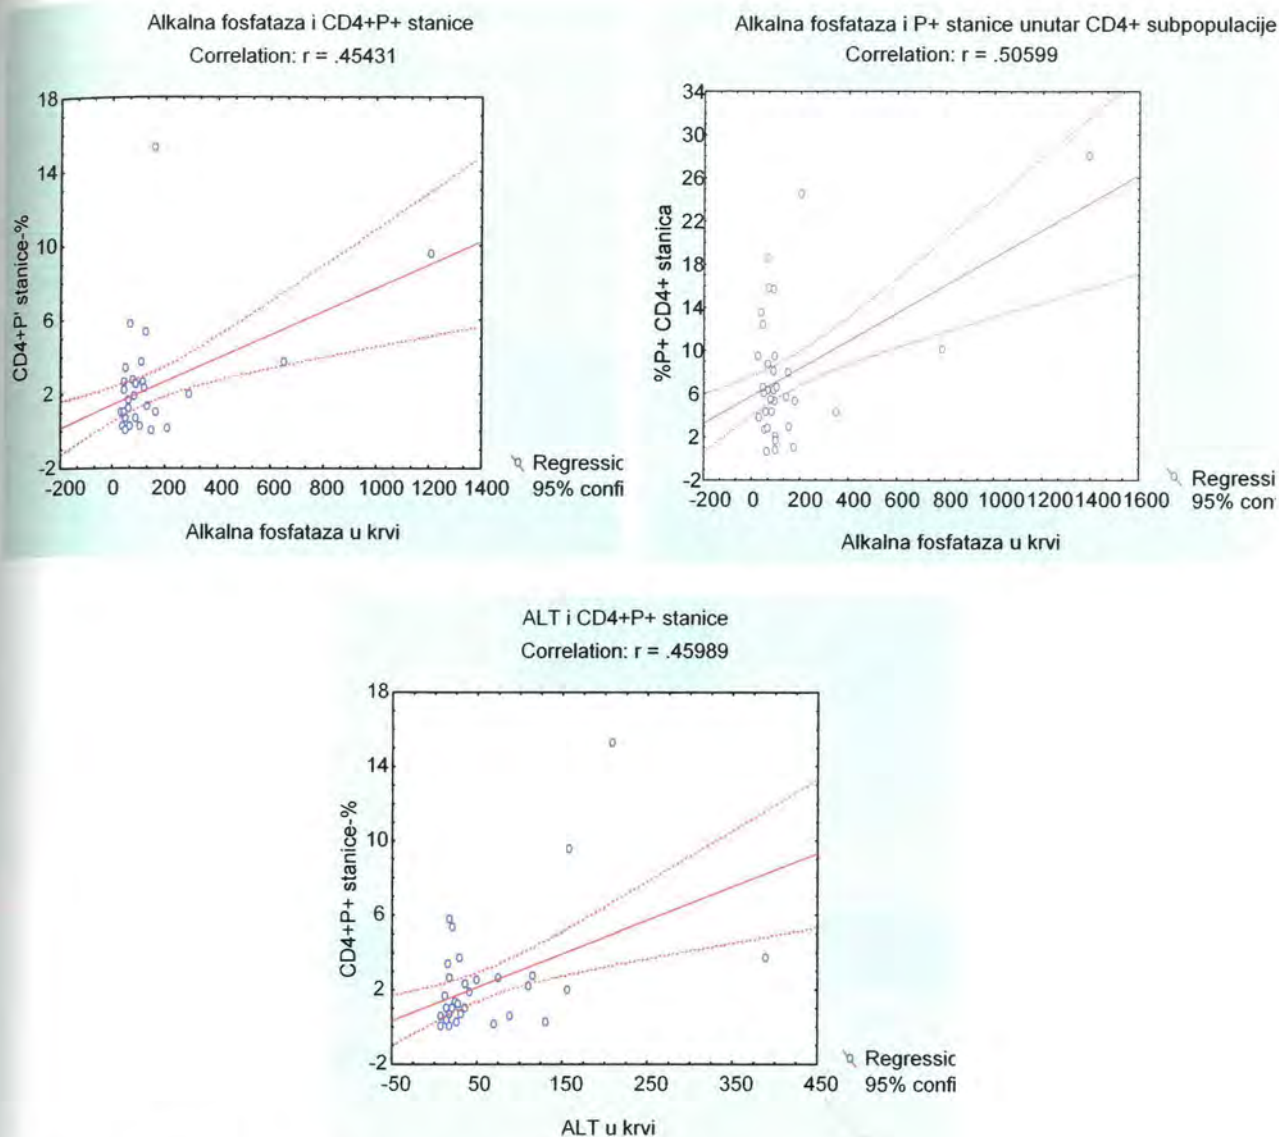 Alkalna fosfataza i CD4+P+ stanice
Correlation: r = .45431
18
14
10
6
2
-2
CD4+P' stanice-%
-200 0 200 400 600 800 1000 1200 1400
Alkalna fosfataza u krvi
Regressic
95% confi
Alkalna fosfataza i P+ stanice unutar CD4+ subpopulacije
Correlation: r = .50599
34
30
26
22
18
14
10
6
2
-2
%P+ CD4+ stanica
-200 0 200 400 600 800 1000 1200 1400 1600
Alkalna fosfataza u krvi
Regressi
95% con
ALT i CD4+P+ stanice
Correlation: r = .45989
18
14
10
6
2
-2
CD4+P+ stanice-%
-50 50 150 250 350 450
ALT u krvi
Regressic
95% confi